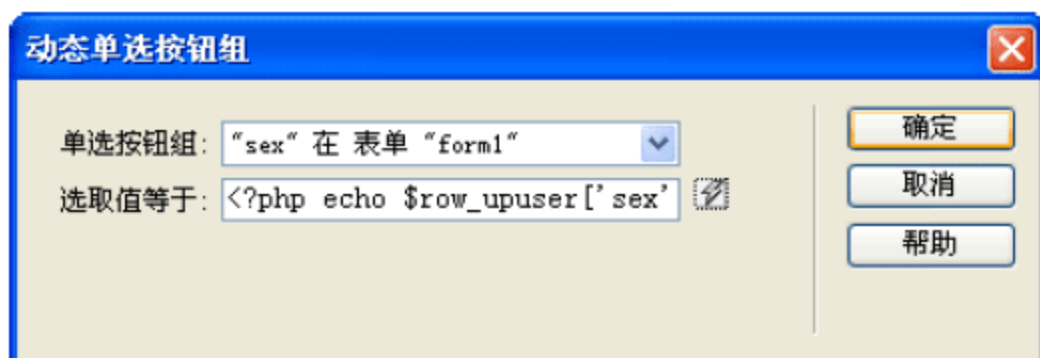 动态单选按钮组
单选按钮组: "sex" 在 表单 "form1"
选取值等于: <?php echo $row_upuser['sex'
确定
取消
帮助